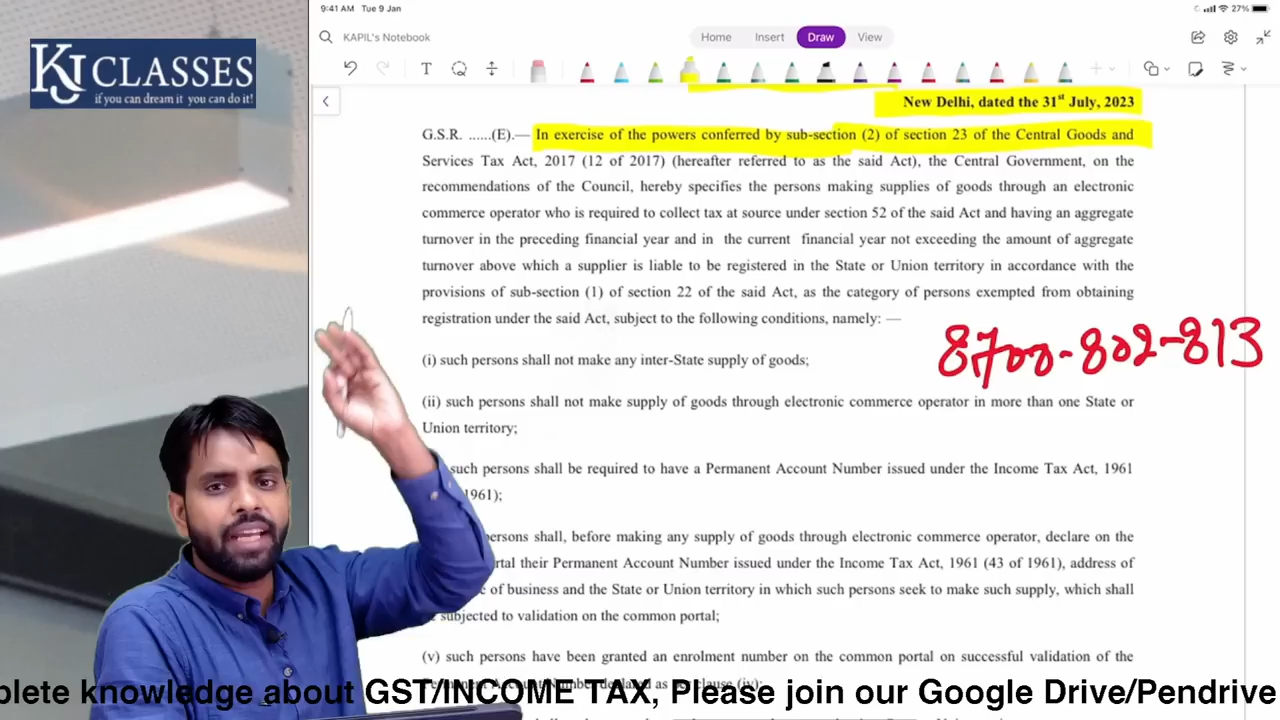 9:41 AM Tue 9 Jan
27%
KAPIL's Notebook
Home Insert Draw View
KJ CLASSES
if you can dream it you can do it!
New Delhi, dated the 31st July, 2023
G.S.R. ......(E).— In exercise of the powers conferred by sub-section (2) of section 23 of the Central Goods and
Services Tax Act, 2017 (12 of 2017) (hereafter referred to as the said Act), the Central Government, on the
recommendations of the Council, hereby specifies the persons making supplies of goods through an electronic
commerce operator who is required to collect tax at source under section 52 of the said Act and having an aggregate
turnover in the preceding financial year and in the current financial year not exceeding the amount of aggregate
turnover above which a supplier is liable to be registered in the State or Union territory in accordance with the
provisions of sub-section (1) of section 22 of the said Act, as the category of persons exempted from obtaining
registration under the said Act, subject to the following conditions, namely: —
8700-802-813
(i) such persons shall not make any inter-State supply of goods;
(ii) such persons shall not make supply of goods through electronic commerce operator in more than one State or
Union territory;
such persons shall be required to have a Permanent Account Number issued under the Income Tax Act, 1961
1961);
ersons shall, before making any supply of goods through electronic commerce operator, declare on the
rtal their Permanent Account Number issued under the Income Tax Act, 1961 (43 of 1961), address of
of business and the State or Union territory in which such persons seek to make such supply, which shall
subjected to validation on the common portal;
(v) such persons have been granted an enrolment number on the common portal on successful validation of the
plete knowledge about GST/INCOME TAX, Please join our Google Drive/Pendrive